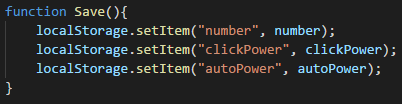 function Save(){
    localStorage.setItem("number", number);
    localStorage.setItem("clickPower", clickPower);
    localStorage.setItem("autoPower", autoPower);
}